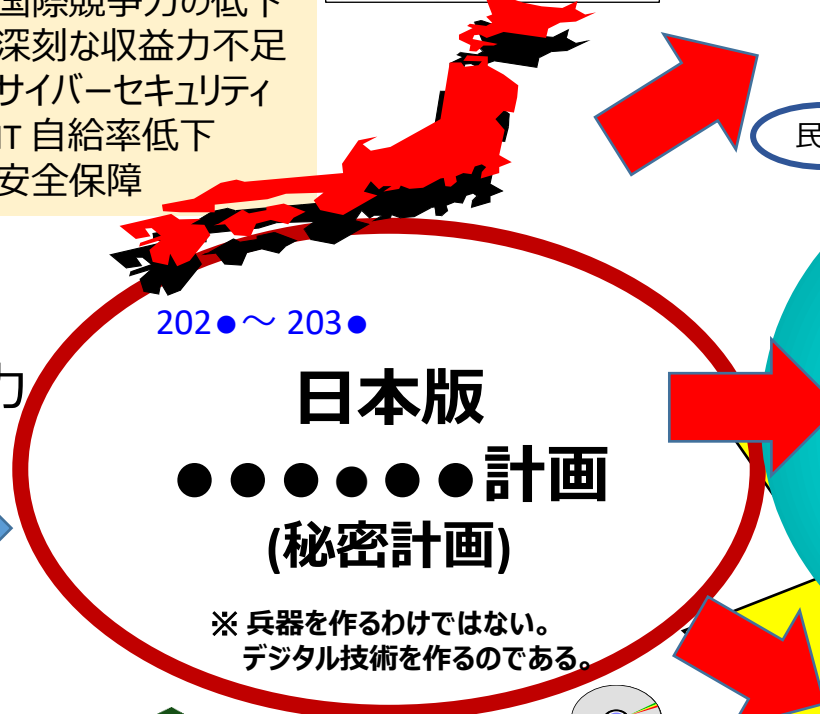 国際競争力の低下
深刻な収益力不足
サイバーセキュリティ
IT 自給率低下
安全保障
民
力
202●～ 203●
日本版
●●●●●●計画
(秘密計画)
※ 兵器を作るわけではない。
デジタル技術を作るのである。